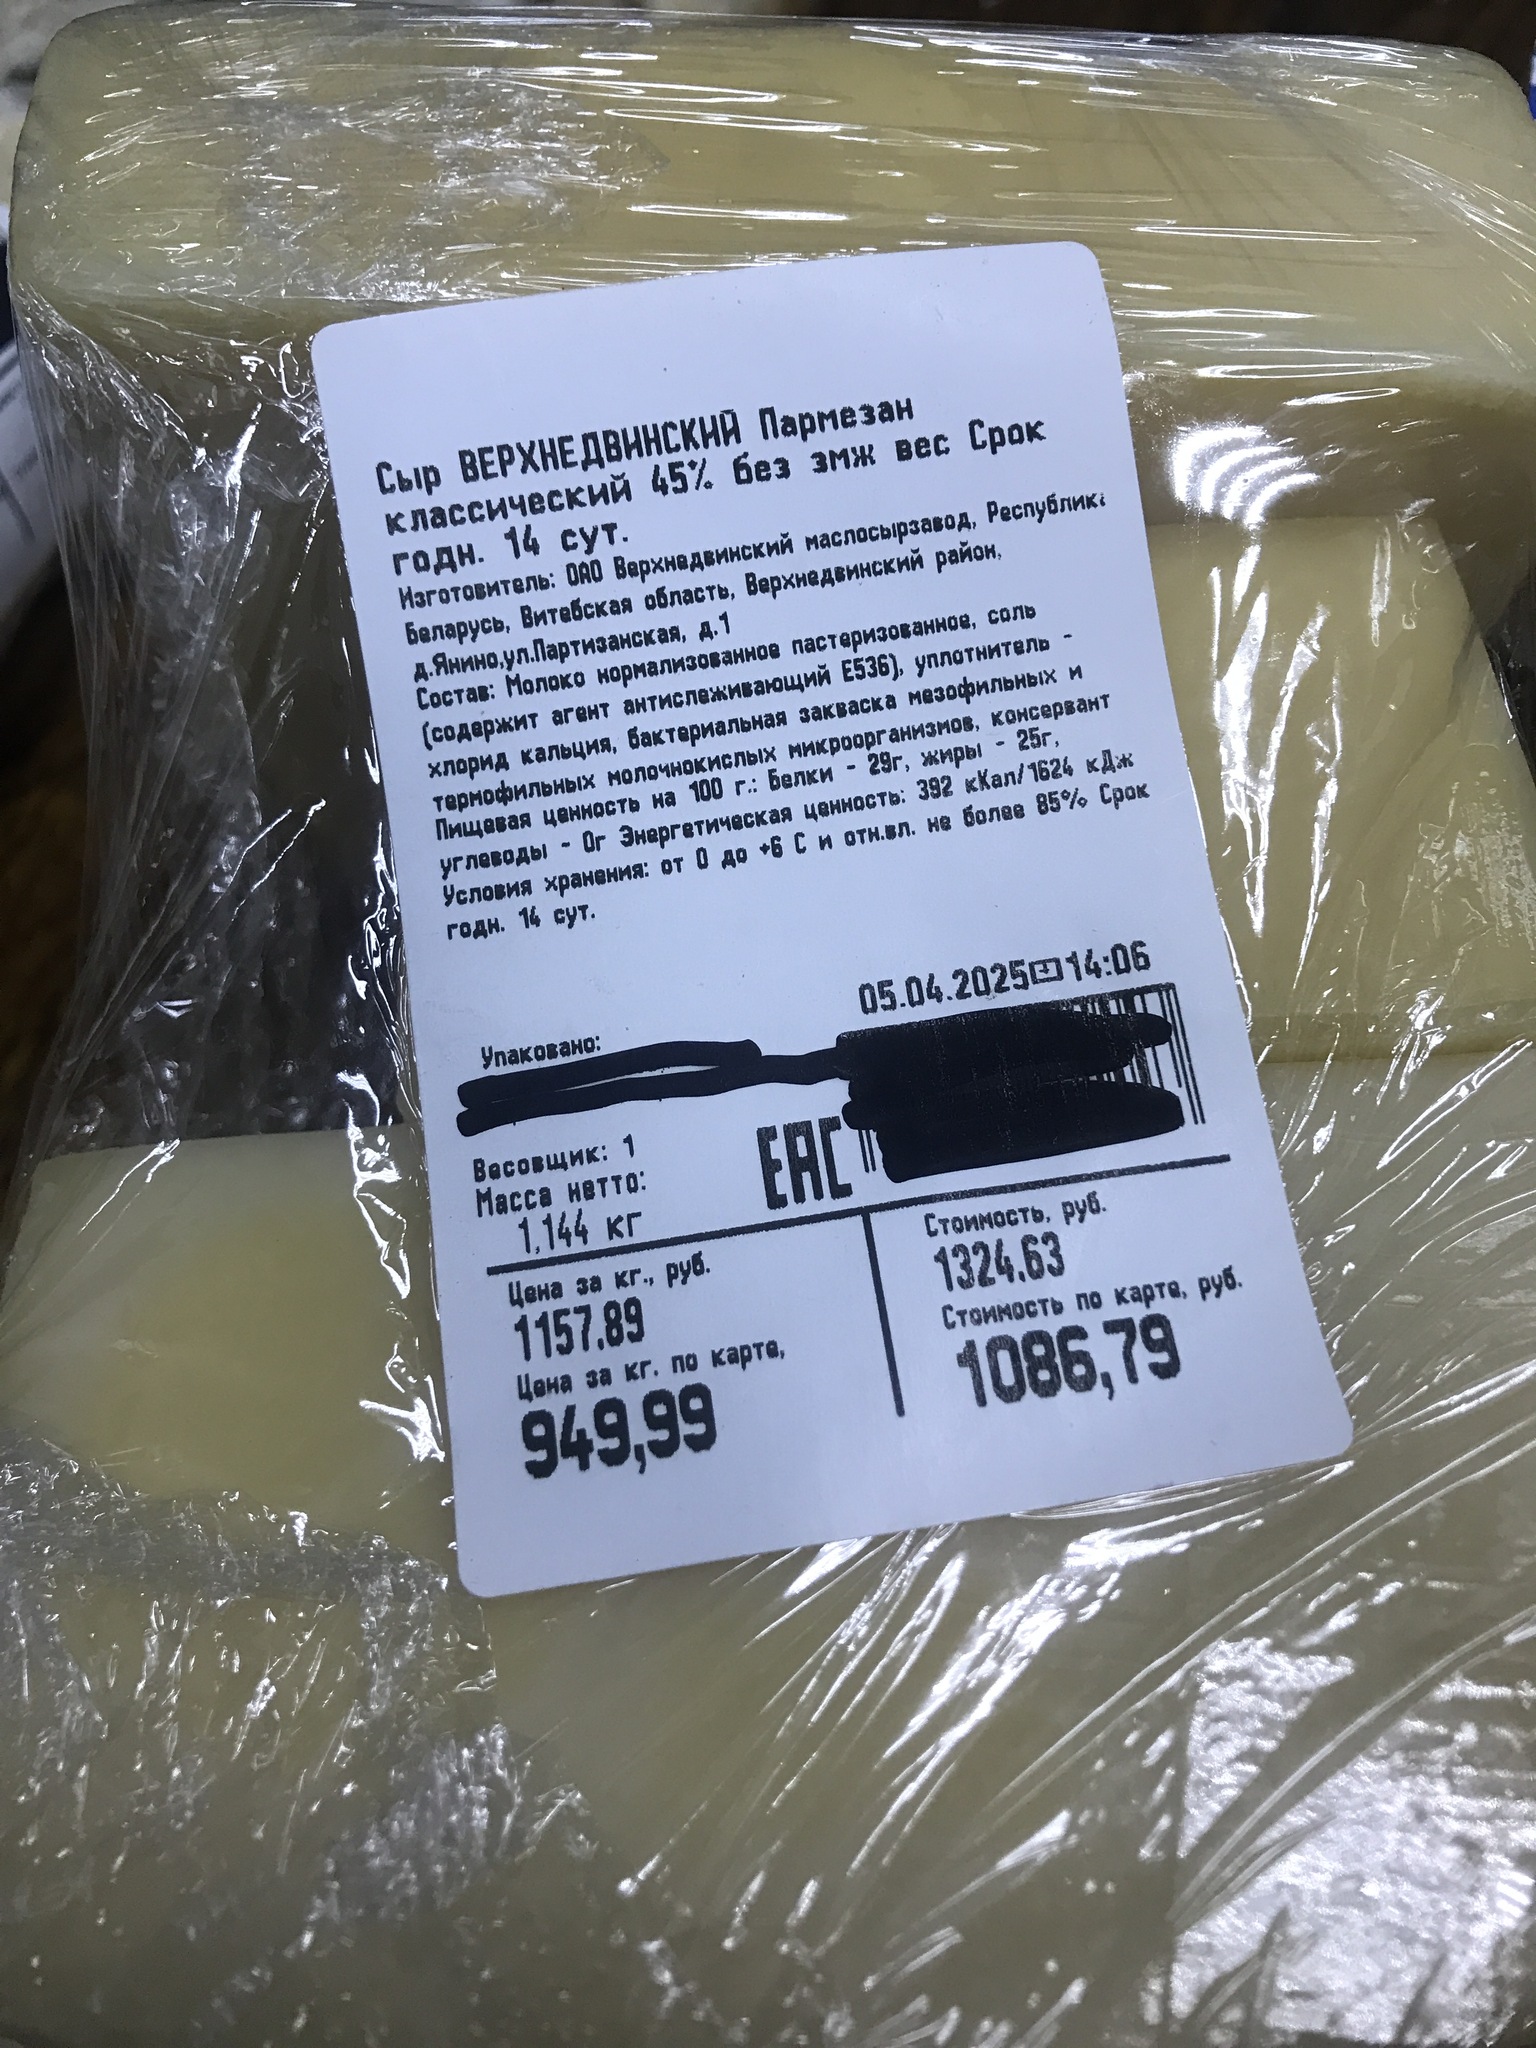 Сыр ВЕРХНЕДВИНСКИЙ Пармезан
классический 45% без змж вес Срок
годн. 14 сут.
Изготовитель: ОАО Верхнедвинский маслосырзавод, Республик
Беларусь, Витебская область, Верхнедвинский район,
д.Янино,ул.Партизанская, д.1
Состав: Молоко нормализованное пастеризованное, соль
(содержит агент антислеживающий Е536), уплотнитель -
хлорид кальция, бактериальная закваска мезофильных и
термофильных молочнокислых микроорганизмов, консервант
Пищевая ценность на 100 г.: Белки - 29г, жиры - 25г,
углеводы - 0г Энергетическая ценность: 392 кКал/1624 кДж
Условия хранения: от 0 до +6 С и отн.вл. не более 85% Срок
годн. 14 сут.
05.04.2025 14:06
Упаковано:
Весовщик: 1
Масса нетто:
1,144 кг
ЕАС
Цена за кг., руб.
1157.89
Цена за кг. по карте,
949,99
Стоимость, руб.
1324.63
Стоимость по карте, руб.
1086,79